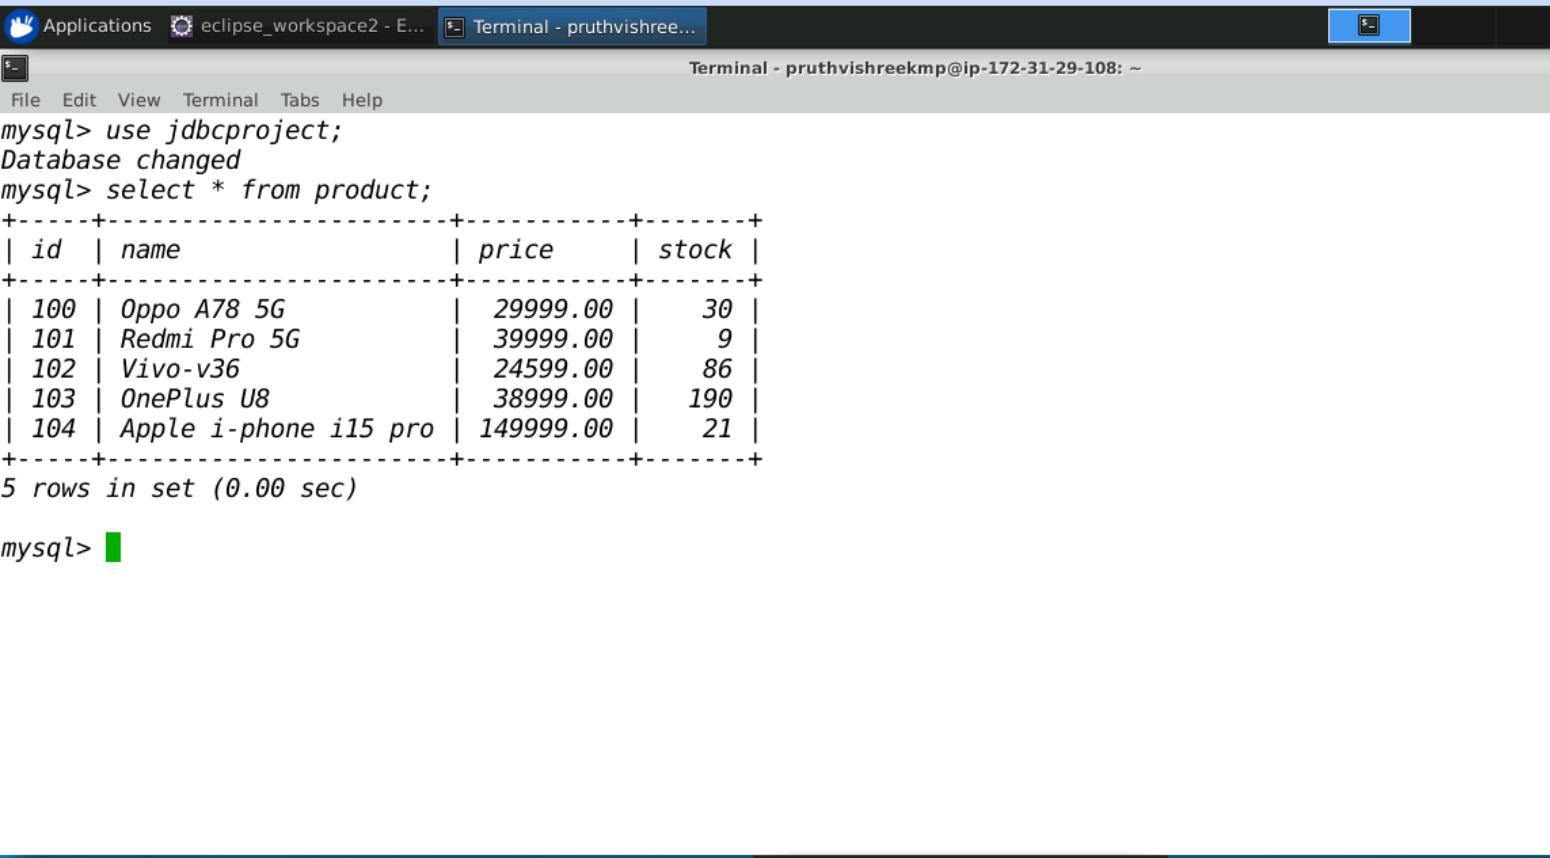 Applications eclipse_workspace2 - E... Terminal - pruthvishree...
Terminal - pruthvishreekmp@ip-172-31-29-108: ~
File Edit View Terminal Tabs Help
mysql> use jdbcproject;
Database changed
mysql> select * from product;
+-----+-----------------------+-----------+-------+
| id  | name                  | price     | stock |
+-----+-----------------------+-----------+-------+
| 100 | Oppo A78 5G           |  29999.00 |    30 |
| 101 | Redmi Pro 5G          |  39999.00 |     9 |
| 102 | Vivo-v36              |  24599.00 |    86 |
| 103 | OnePlus U8            |  38999.00 |   190 |
| 104 | Apple i-phone i15 pro | 149999.00 |    21 |
+-----+-----------------------+-----------+-------+
5 rows in set (0.00 sec)
mysql>